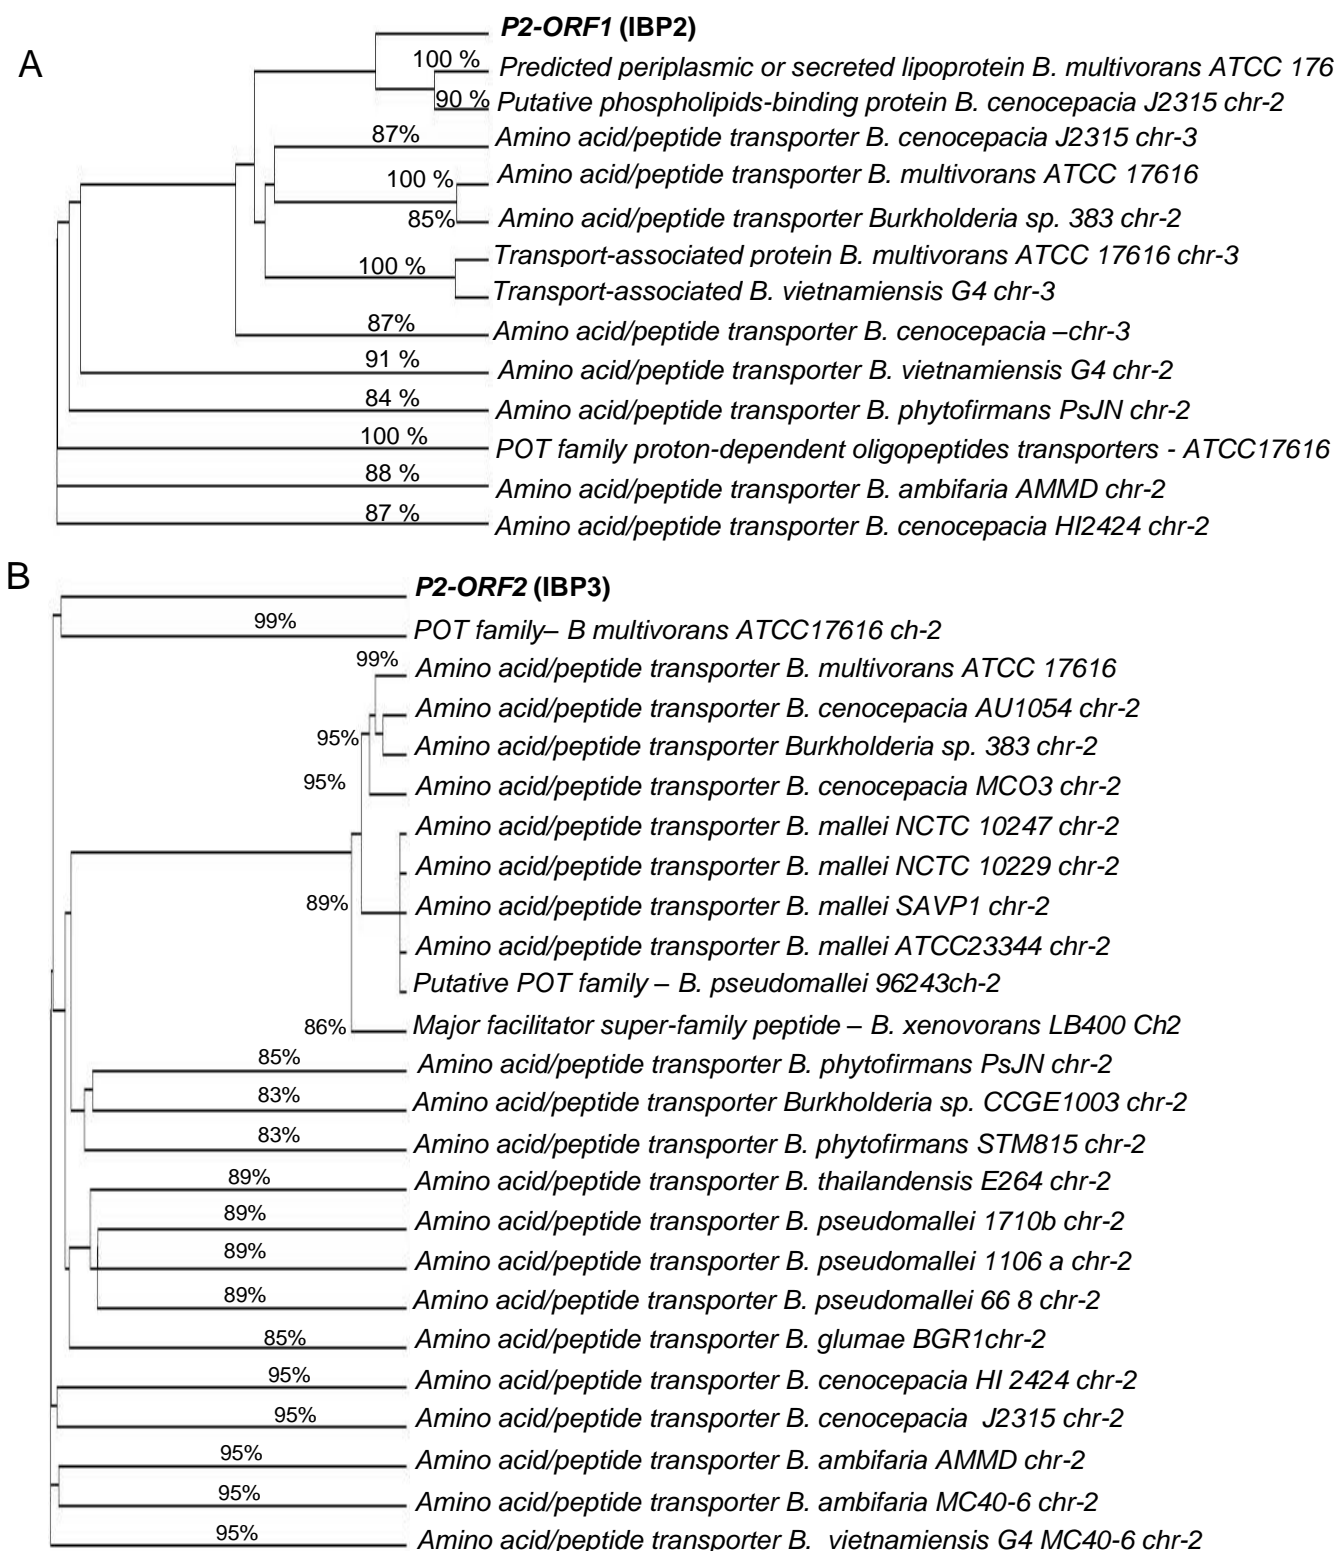 A
P2-ORF1 (IBP2)
100 %
Predicted periplasmic or secreted lipoprotein B. multivorans ATCC 176
90 %
Putative phospholipids-binding protein B. cenocepacia J2315 chr-2
87%
Amino acid/peptide transporter B. cenocepacia J2315 chr-3
100 %
Amino acid/peptide transporter B. multivorans ATCC 17616
85%
Amino acid/peptide transporter Burkholderia sp. 383 chr-2
Transport-associated protein B. multivorans ATCC 17616 chr-3
100 %
Transport-associated B. vietnamiensis G4 chr-3
87%
Amino acid/peptide transporter B. cenocepacia –chr-3
91 %
Amino acid/peptide transporter B. vietnamiensis G4 chr-2
84 %
Amino acid/peptide transporter B. phytofirmans PsJN chr-2
100 %
POT family proton-dependent oligopeptides transporters - ATCC17616
88 %
Amino acid/peptide transporter B. ambifaria AMMD chr-2
87 %
Amino acid/peptide transporter B. cenocepacia HI2424 chr-2
B
P2-ORF2 (IBP3)
99%
POT family– B multivorans ATCC17616 ch-2
99%
Amino acid/peptide transporter B. multivorans ATCC 17616
Amino acid/peptide transporter B. cenocepacia AU1054 chr-2
95%
Amino acid/peptide transporter Burkholderia sp. 383 chr-2
95%
Amino acid/peptide transporter B. cenocepacia MCO3 chr-2
Amino acid/peptide transporter B. mallei NCTC 10247 chr-2
Amino acid/peptide transporter B. mallei NCTC 10229 chr-2
89%
Amino acid/peptide transporter B. mallei SAVP1 chr-2
Amino acid/peptide transporter B. mallei ATCC23344 chr-2
Putative POT family – B. pseudomallei 96243ch-2
86%
Major facilitator super-family peptide – B. xenovorans LB400 Ch2
85%
Amino acid/peptide transporter B. phytofirmans PsJN chr-2
83%
Amino acid/peptide transporter Burkholderia sp. CCGE1003 chr-2
83%
Amino acid/peptide transporter B. phytofirmans STM815 chr-2
89%
Amino acid/peptide transporter B. thailandensis E264 chr-2
89%
Amino acid/peptide transporter B. pseudomallei 1710b chr-2
89%
Amino acid/peptide transporter B. pseudomallei 1106 a chr-2
89%
Amino acid/peptide transporter B. pseudomallei 66 8 chr-2
85%
Amino acid/peptide transporter B. glumae BGR1chr-2
95%
Amino acid/peptide transporter B. cenocepacia HI 2424 chr-2
95%
Amino acid/peptide transporter B. cenocepacia J2315 chr-2
95%
Amino acid/peptide transporter B. ambifaria AMMD chr-2
95%
Amino acid/peptide transporter B. ambifaria MC40-6 chr-2
95%
Amino acid/peptide transporter B. vietnamiensis G4 MC40-6 chr-2